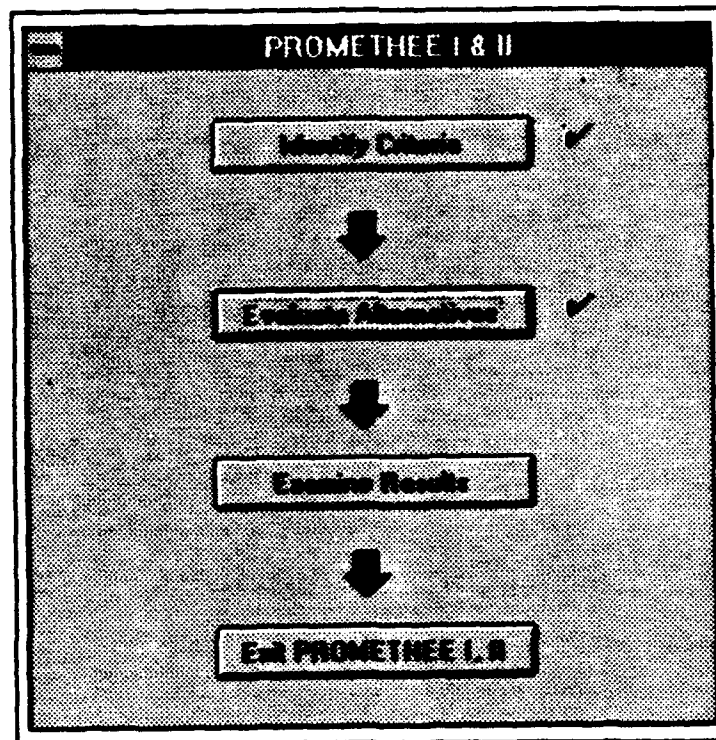 PROMETHEE I & II
Identify Criteria
Evaluate Alternatives
Examine Results
Exit PROMETHEE I, II